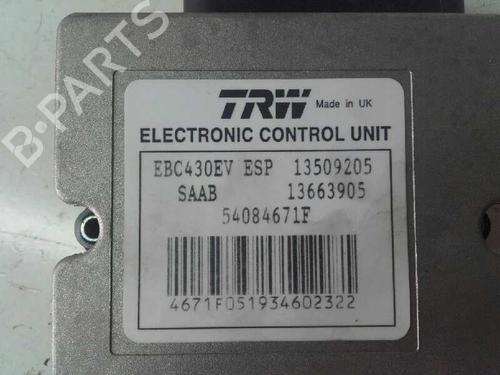 TRW Made in UK
ELECTRONIC CONTROL UNIT
EBC430EV ESP 13509205
SAAB 13663905
54084671F
4671F051934602322
B-PARTS